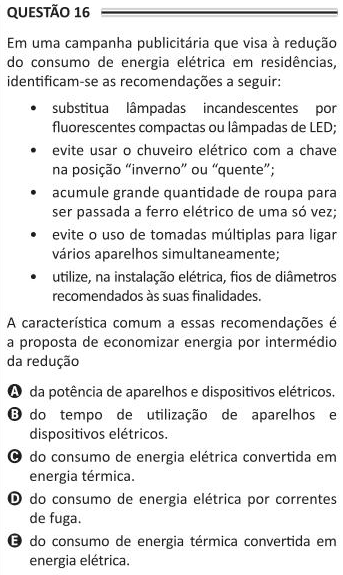 QUESTÃO 16
Em uma campanha publicitária que visa à redução
do consumo de energia elétrica em residências,
identificam-se as recomendações a seguir:
• substitua lâmpadas incandescentes por
fluorescentes compactas ou lâmpadas de LED;
• evite usar o chuveiro elétrico com a chave
na posição “inverno” ou “quente”;
• acumule grande quantidade de roupa para
ser passada a ferro elétrico de uma só vez;
• evite o uso de tomadas múltiplas para ligar
vários aparelhos simultaneamente;
• utilize, na instalação elétrica, fios de diâmetros
recomendados às suas finalidades.
A característica comum a essas recomendações é
a proposta de economizar energia por intermédio
da redução
A da potência de aparelhos e dispositivos elétricos.
B do tempo de utilização de aparelhos e
dispositivos elétricos.
C do consumo de energia elétrica convertida em
energia térmica.
D do consumo de energia elétrica por correntes
de fuga.
E do consumo de energia térmica convertida em
energia elétrica.